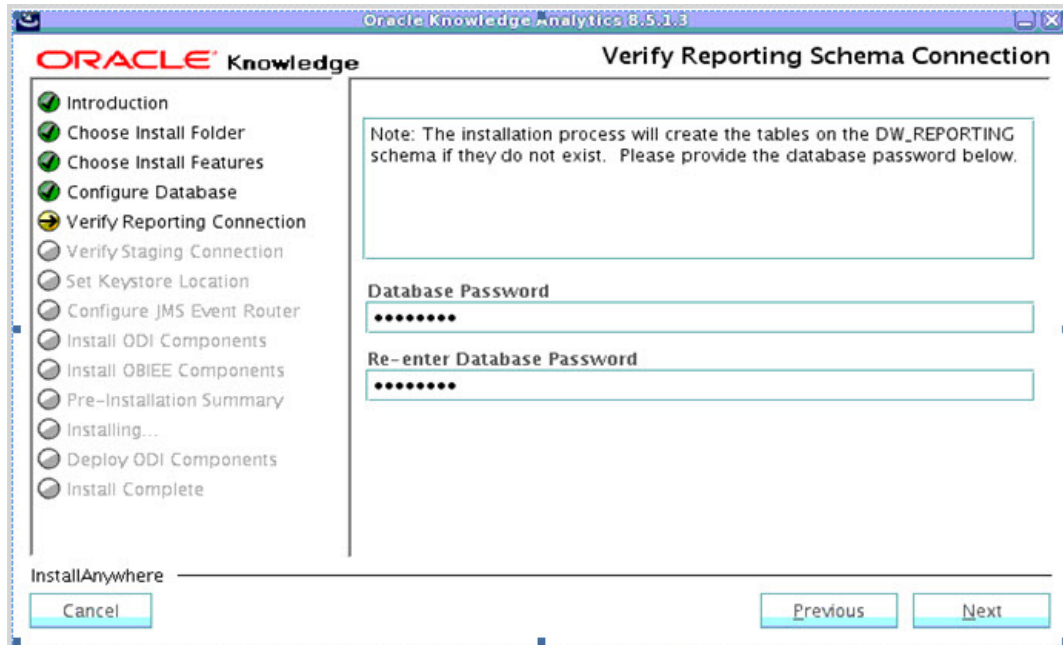 Oracle Knowledge Analytics 8.5.1.3
ORACLE Knowledge
Verify Reporting Schema Connection
Introduction
Choose Install Folder
Choose Install Features
Configure Database
Verify Reporting Connection
Verify Staging Connection
Set Keystore Location
Configure JMS Event Router
Install ODI Components
Install OBIEE Components
Pre-Installation Summary
Installing...
Deploy ODI Components
Install Complete
Note: The installation process will create the tables on the DW_REPORTING
schema if they do not exist. Please provide the database password below.
Database Password
••••••••
Re-enter Database Password
••••••••
InstallAnywhere
Cancel
Previous
Next